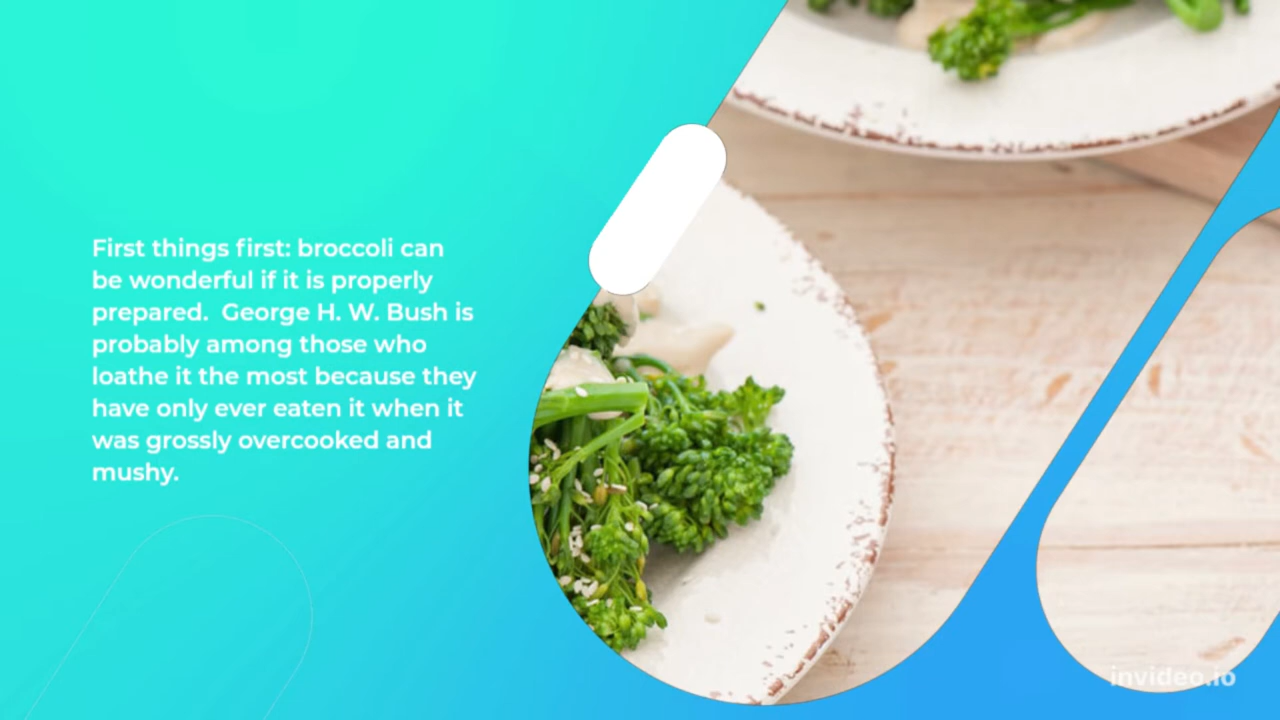 First things first: broccoli can
be wonderful if it is properly
prepared.  George H. W. Bush is
probably among those who
loathe it the most because they
have only ever eaten it when it
was grossly overcooked and
mushy.
invideo.io